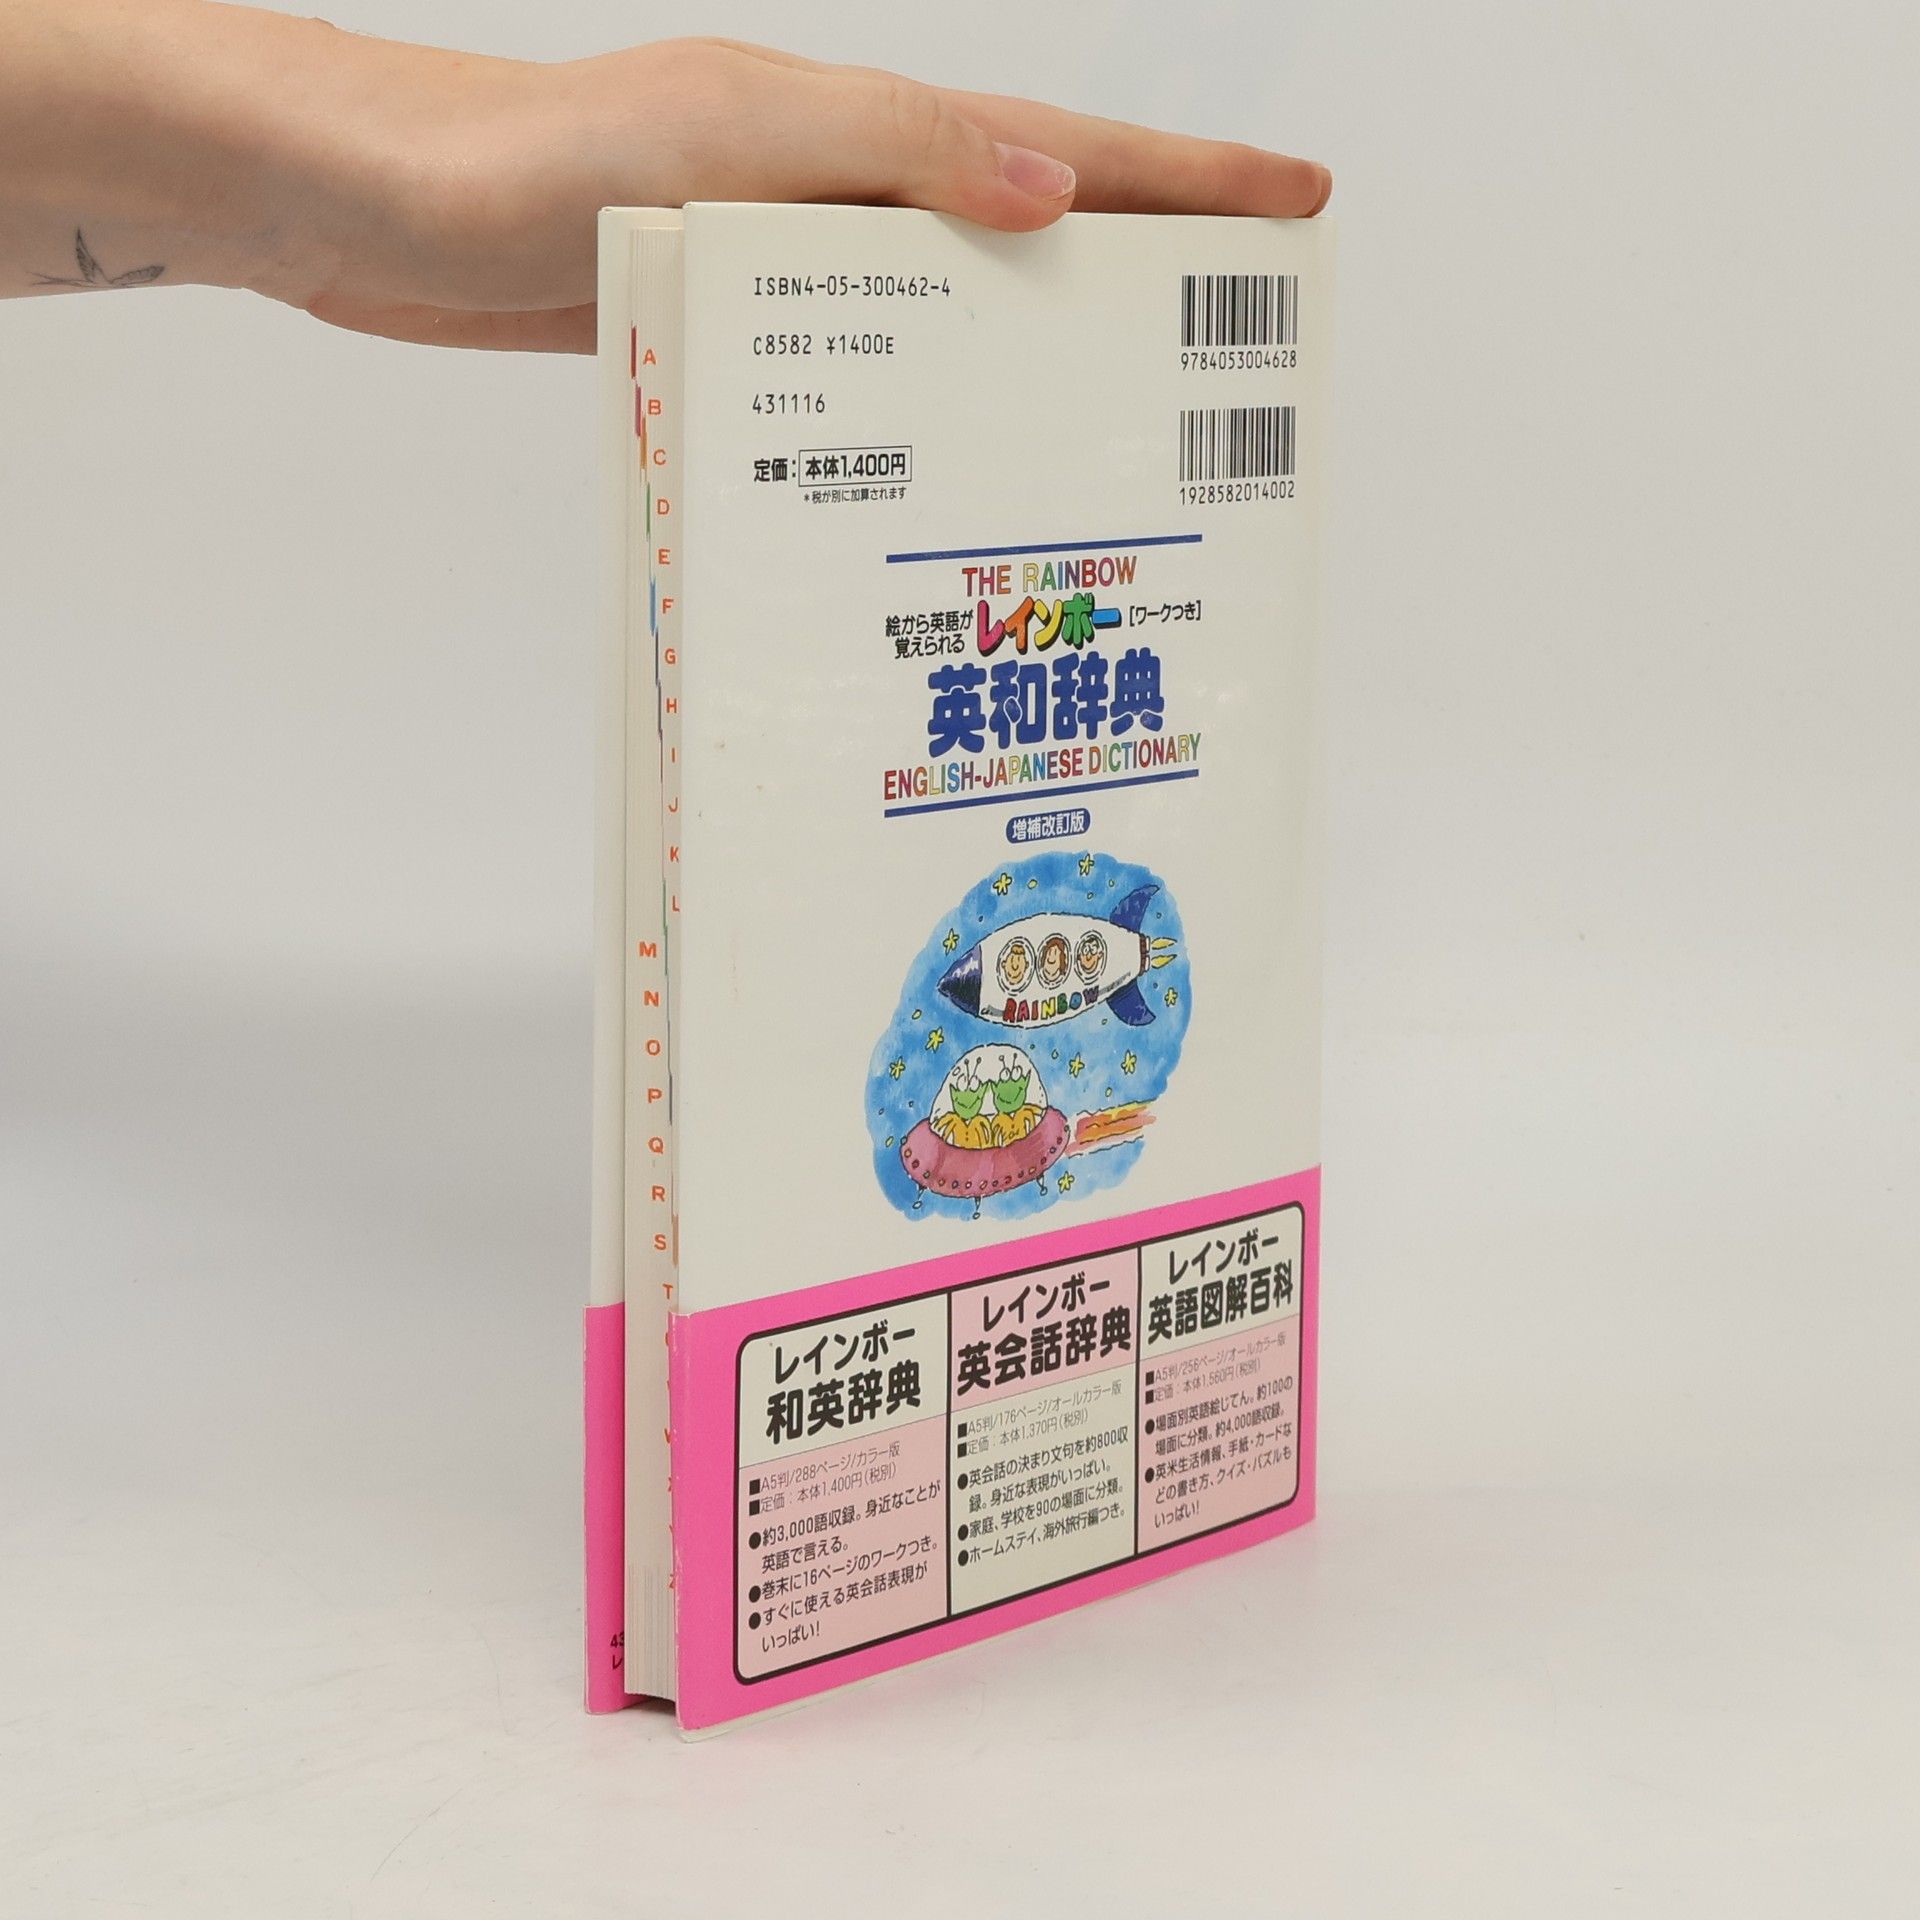 ISBN4-05-300462-4
C8582 ¥1400E
431116
定価：本体1,400円
＊税が別に加算されます
9784053004628
1928582014002
THE RAINBOW
絵から英語が
覚えられる
レインボー
[ワークつき]
英和辞典
ENGLISH-JAPANESE DICTIONARY
増補改訂版
RAINBOW
レインボー
和英辞典
■A5判/288ページ/カラー版
■定価：本体1,400円(税別)
●約3,000語収録。身近なことが
英語で言える。
●巻末に16ページのワークつき。
●すぐに使える英会話表現が
いっぱい！
レインボー
英会話辞典
■A5判/176ページ/オールカラー版
■定価：本体1,370円(税別)
●英会話の決まり文句を約800収
録。身近な表現がいっぱい。
●家庭、学校を90の場面に分類。
●ホームステイ、海外旅行編つき。
レインボー
英語図解百科
■A5判/256ページ/オールカラー版
■定価：本体1,560円(税別)
●場面別英語絵じてん。約100の
場面に分類。約4,000語収録。
●英米生活情報、手紙・カードな
どの書き方、クイズ・パズルも
いっぱい！
A
B
C
D
E
F
G
H
I
J
K
L
M
N
O
P
Q
R
S
T